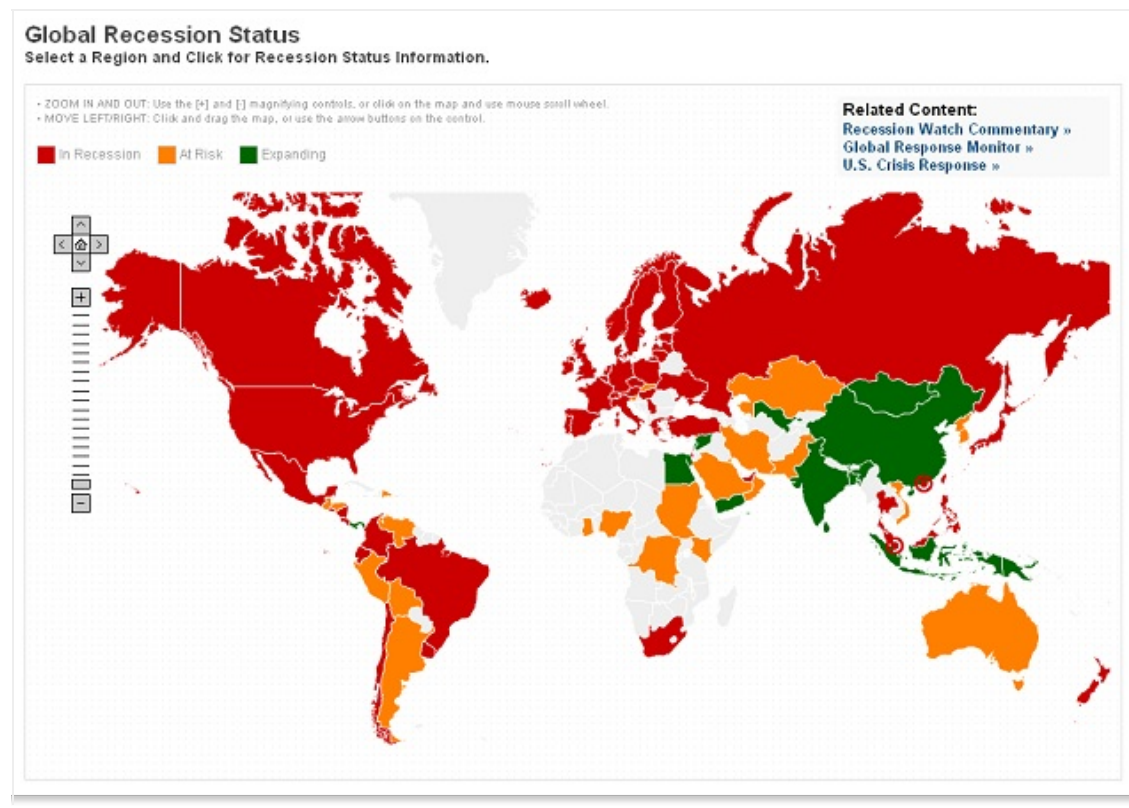 Global Recession Status
Select a Region and Click for Recession Status Information.
• ZOOM IN AND OUT: Use the [+] and [-] magnifying controls, or click on the map and use mouse scroll wheel.
• MOVE LEFT/RIGHT: Click and drag the map, or use the arrow buttons on the control.
Related Content:
Recession Watch Commentary »
Global Response Monitor »
U.S. Crisis Response »
In Recession At Risk Expanding